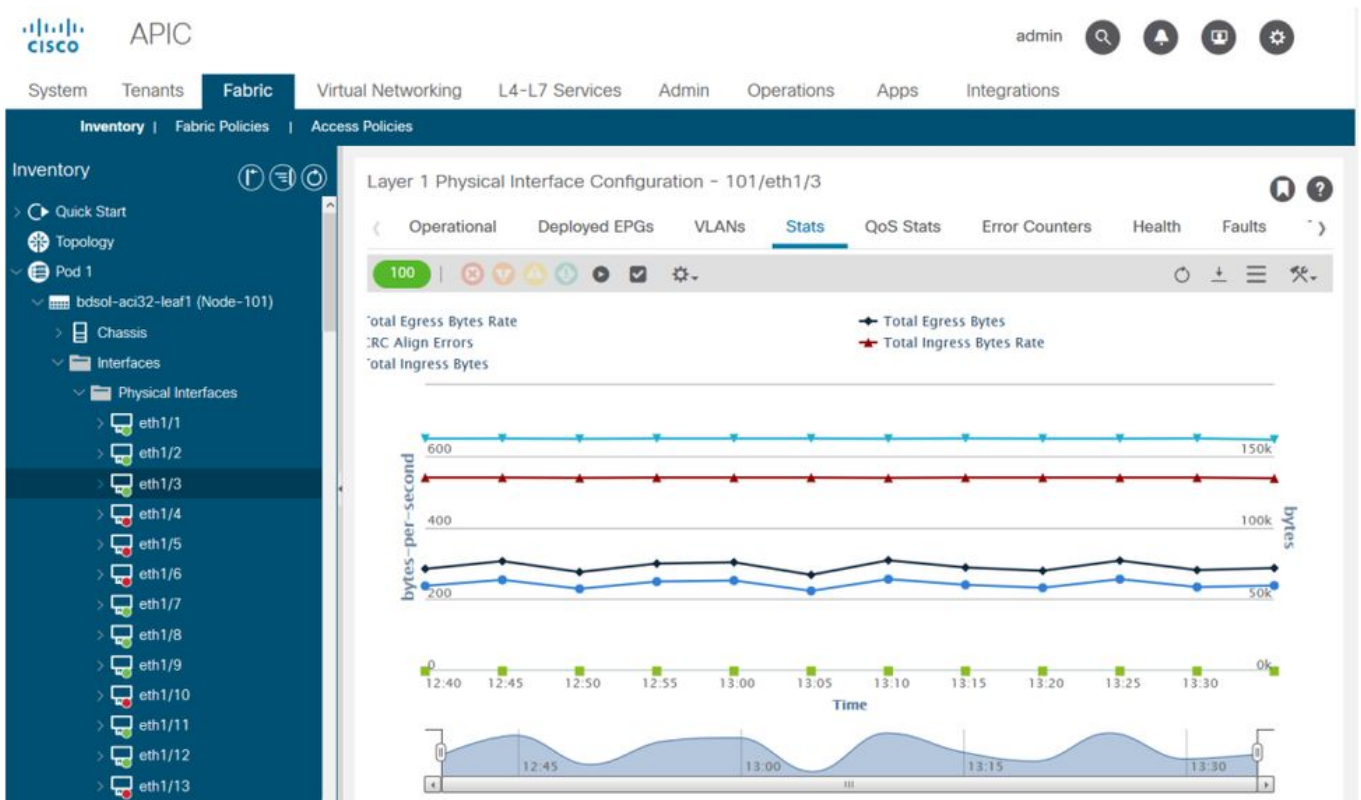 CISCO APIC admin
System Tenants Fabric Virtual Networking L4-L7 Services Admin Operations Apps Integrations
Inventory | Fabric Policies | Access Policies
Inventory
Quick Start
Topology
Pod 1
bdsol-aci32-leaf1 (Node-101)
Chassis
Interfaces
Physical Interfaces
eth1/1
eth1/2
eth1/3
eth1/4
eth1/5
eth1/6
eth1/7
eth1/8
eth1/9
eth1/10
eth1/11
eth1/12
eth1/13
Layer 1 Physical Interface Configuration - 101/eth1/3
Operational Deployed EPGs VLANs Stats QoS Stats Error Counters Health Faults
100
otal Egress Bytes Rate Total Egress Bytes
RC Align Errors Total Ingress Bytes Rate
otal Ingress Bytes
600 150k
400 100k
200 50k
0 0k
bytes-per-second
bytes
12:40 12:45 12:50 12:55 13:00 13:05 13:10 13:15 13:20 13:25 13:30
Time
12:45 13:00 13:15 13:30